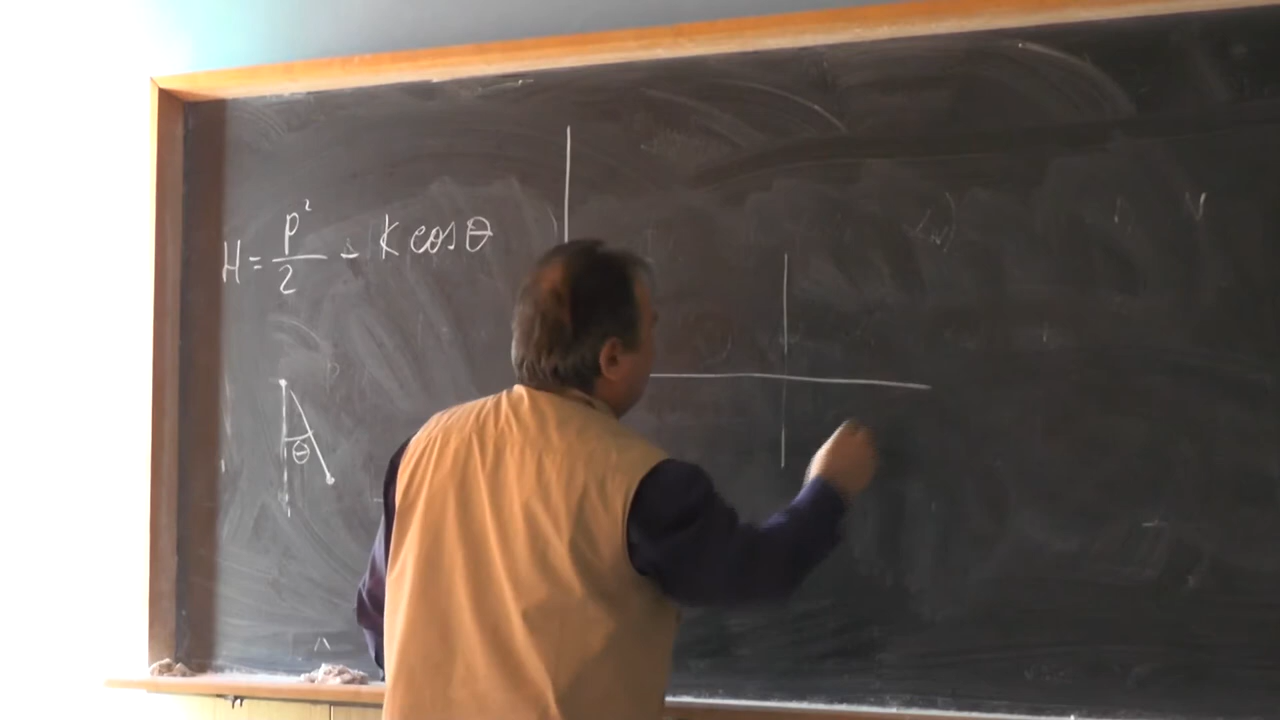 H = p²/2 - K cos θ
θ